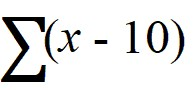 ∑(x - 10)